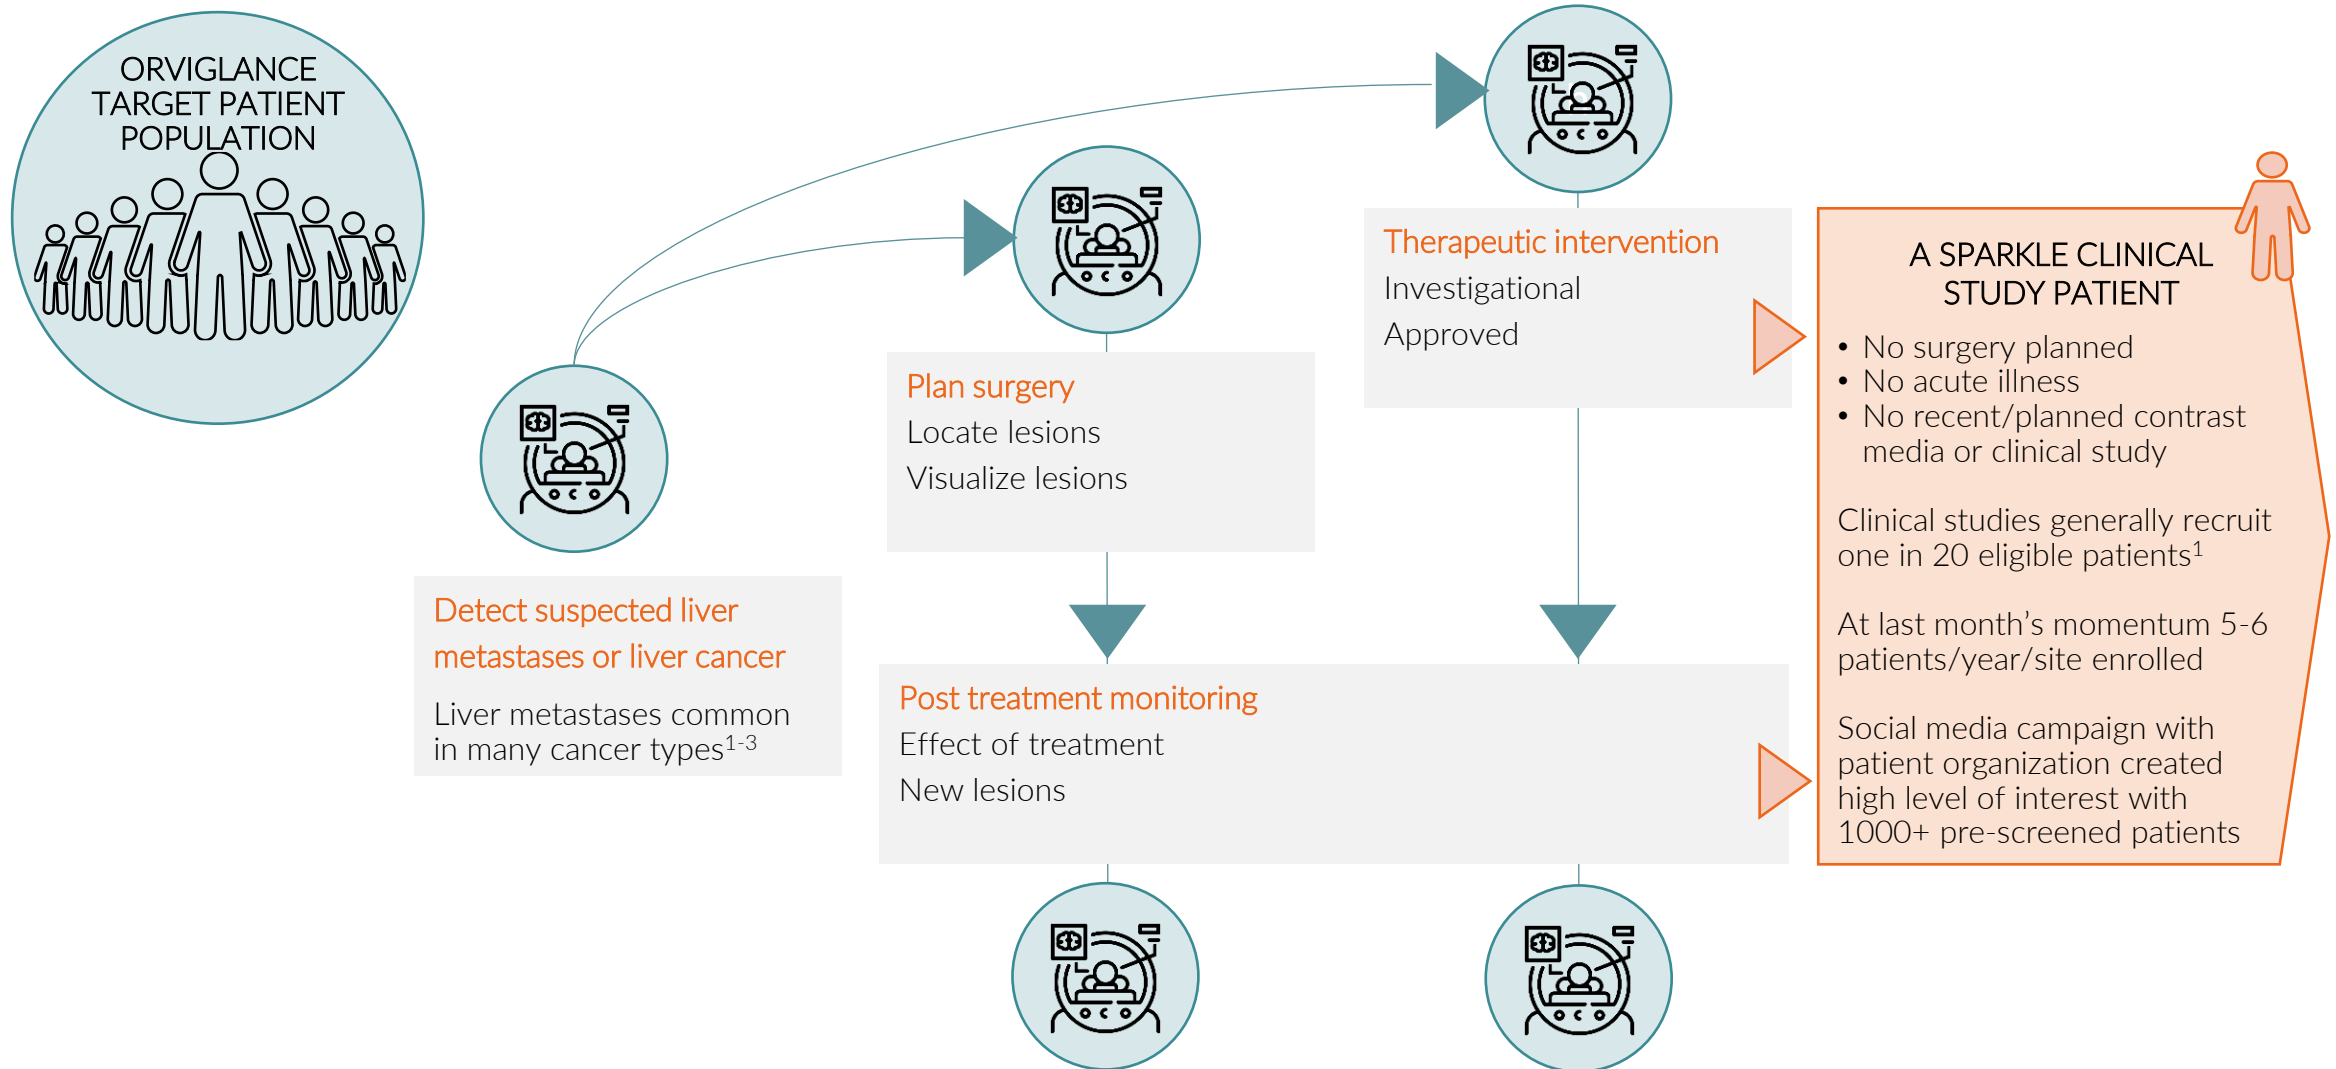 ORVIGLANCE
TARGET PATIENT
POPULATION
Detect suspected liver
metastases or liver cancer
Liver metastases common
in many cancer types1-3
Plan surgery
Locate lesions
Visualize lesions
Therapeutic intervention
Investigational
Approved
Post treatment monitoring
Effect of treatment
New lesions
A SPARKLE CLINICAL
STUDY PATIENT
• No surgery planned
• No acute illness
• No recent/planned contrast
media or clinical study
Clinical studies generally recruit
one in 20 eligible patients1
At last month’s momentum 5-6
patients/year/site enrolled
Social media campaign with
patient organization created
high level of interest with
1000+ pre-screened patients